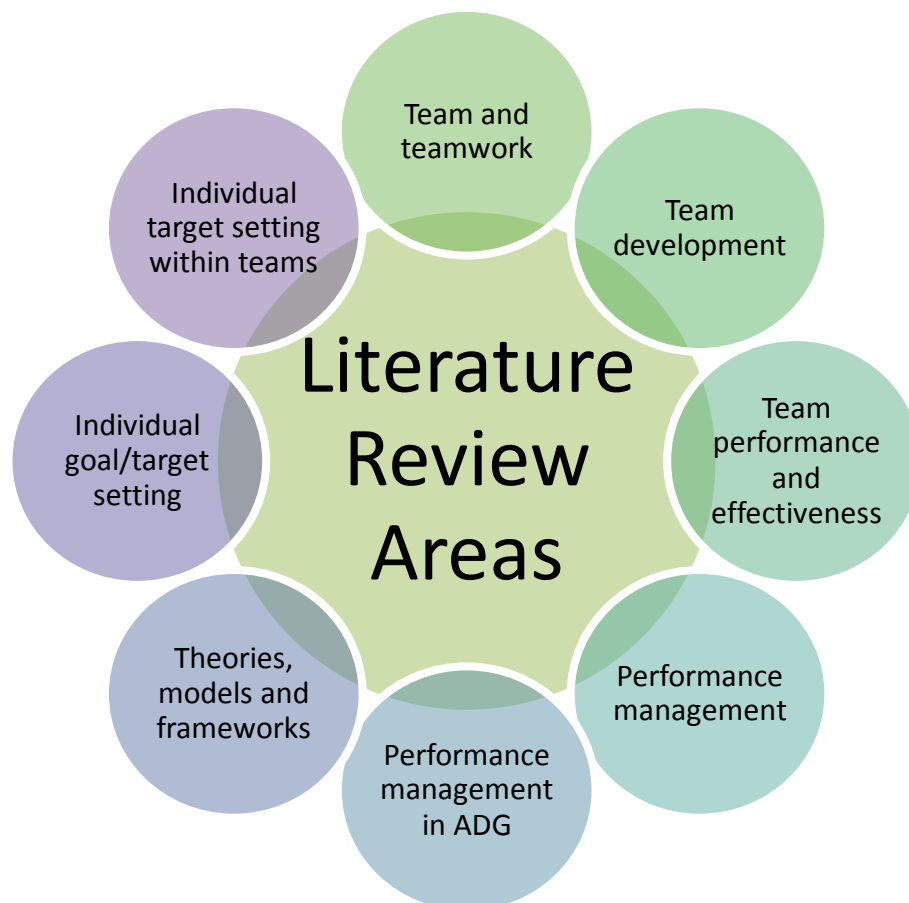 Team and
teamwork
Team
development
Team
performance
and
effectiveness
Performance
management
Performance
management
in ADG
Theories,
models and
frameworks
Individual
goal/target
setting
Individual
target setting
within teams
Literature
Review
Areas